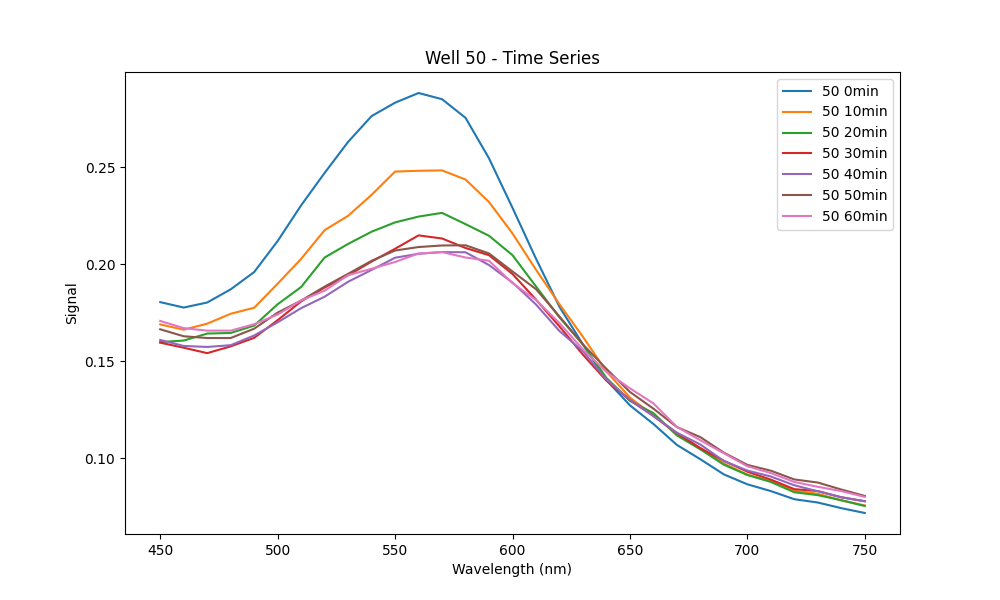 Well 50 - Time Series
50 0min
50 10min
50 20min
50 30min
50 40min
50 50min
50 60min
Signal
0.25
0.20
0.15
0.10
450 500 550 600 650 700 750
Wavelength (nm)